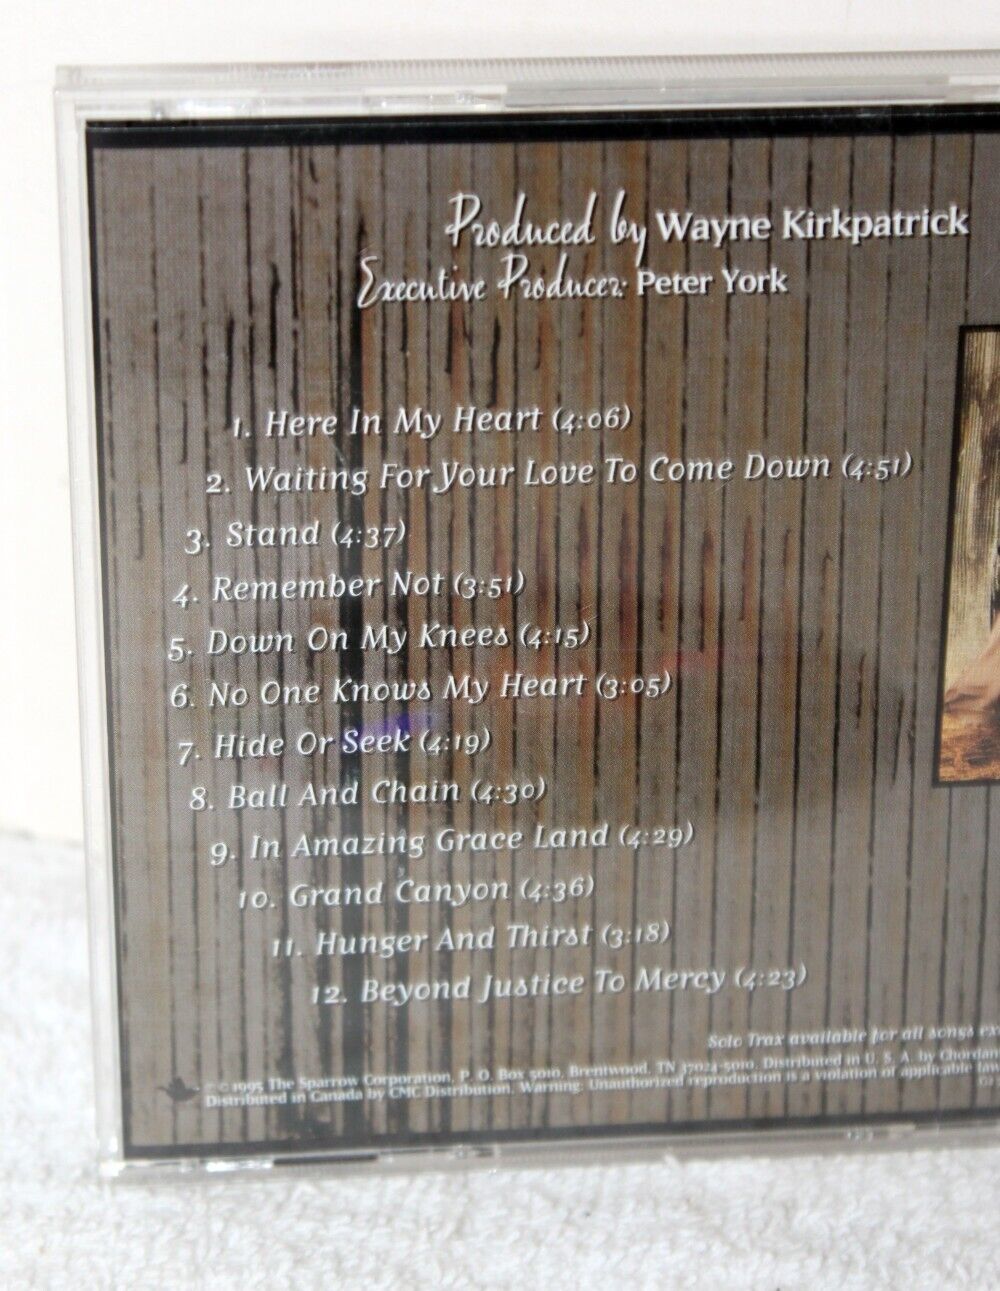 Produced by Wayne Kirkpatrick
Executive Producer: Peter York
1. Here In My Heart (4:06)
2. Waiting For Your Love To Come Down (4:51)
3. Stand (4:37)
4. Remember Not (3:51)
5. Down On My Knees (4:15)
6. No One Knows My Heart (3:05)
7. Hide Or Seek (4:19)
8. Ball And Chain (4:30)
9. In Amazing Grace Land (4:29)
10. Grand Canyon (4:36)
11. Hunger And Thirst (3:18)
12. Beyond Justice To Mercy (4:23)
Solo Trax available for all songs
℗ © 1995 The Sparrow Corporation, P. O. Box 5010, Brentwood, TN 37024-5010. Distributed in U. S. A. by
Distributed in Canada by CMC Distribution. Warning: Unauthorized reproduction is a violation of applicable